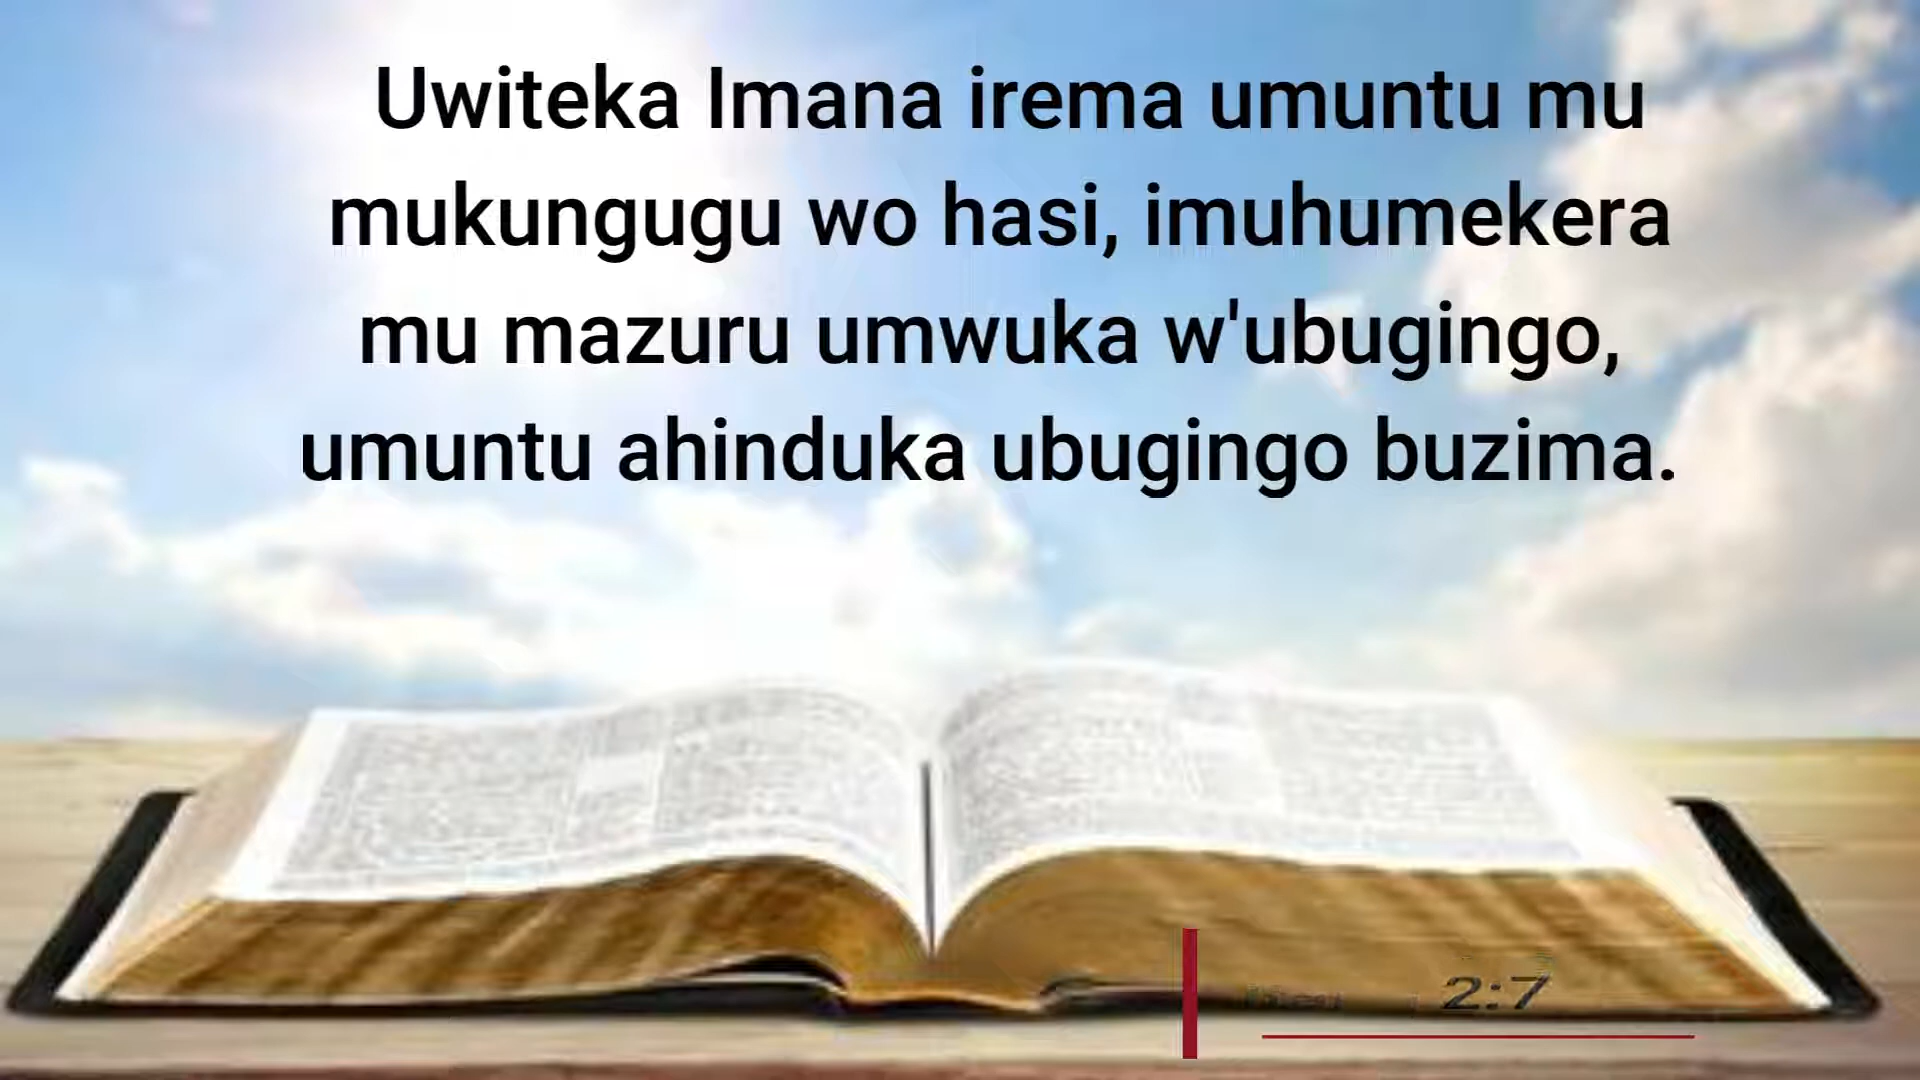 Uwiteka Imana irema umuntu mu
mukungugu wo hasi, imuhumekera
mu mazuru umwuka w'ubugingo,
umuntu ahinduka ubugingo buzima.
2:7